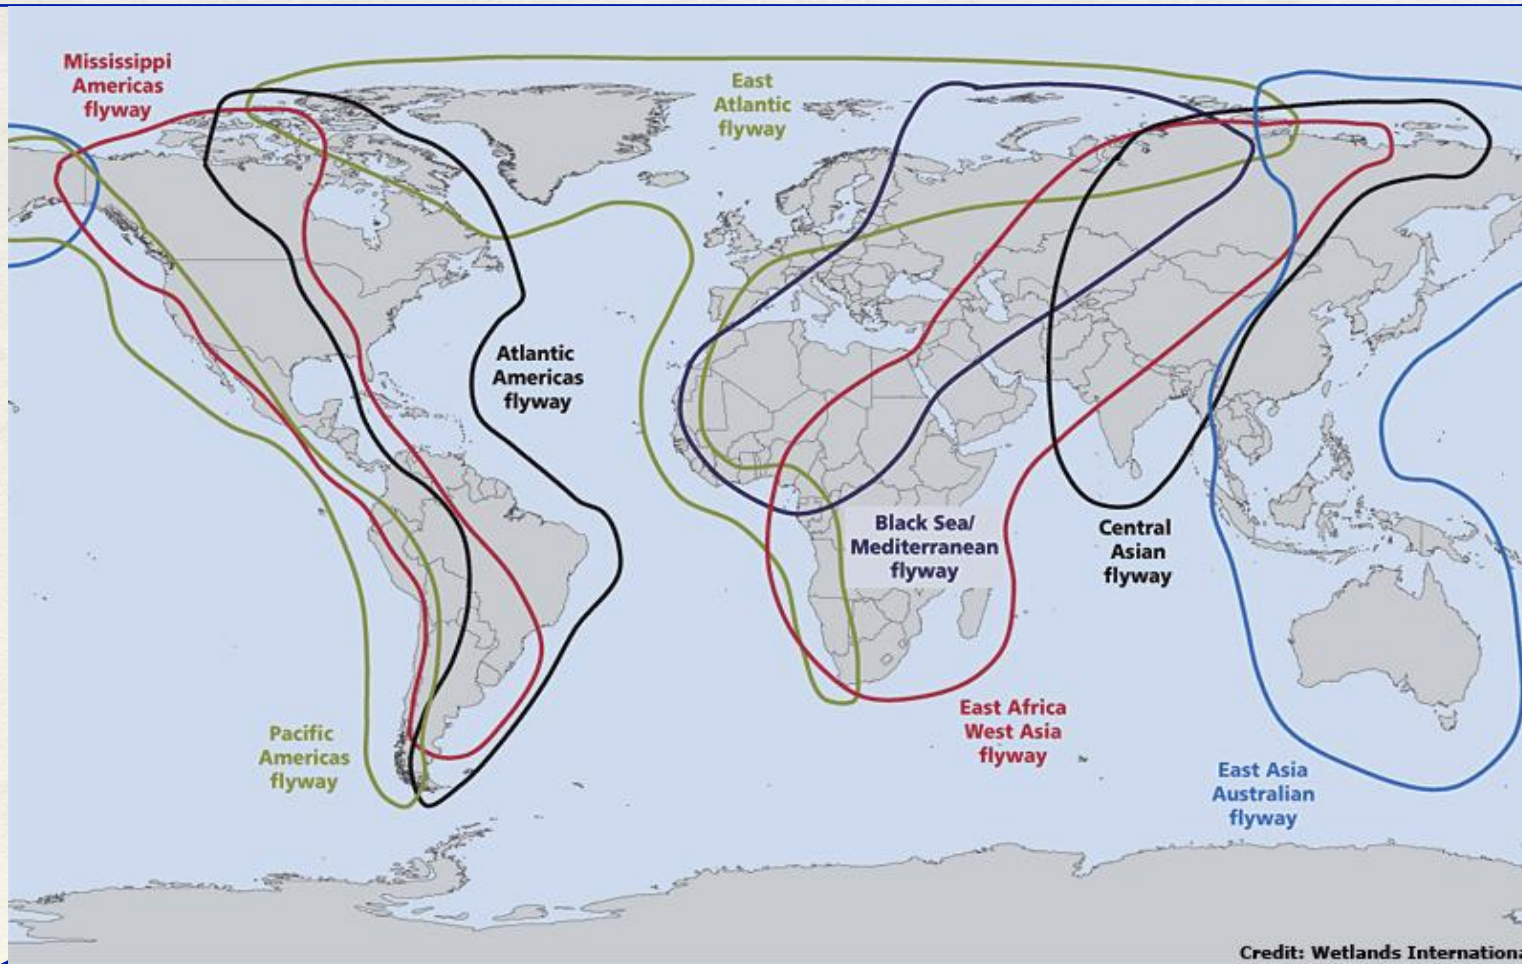 Mississippi
Americas
flyway
East
Atlantic
flyway
Atlantic
Americas
flyway
Black Sea/
Mediterranean
flyway
Central
Asian
flyway
East Africa
West Asia
flyway
Pacific
Americas
flyway
East Asia
Australian
flyway
Credit: Wetlands Internationa